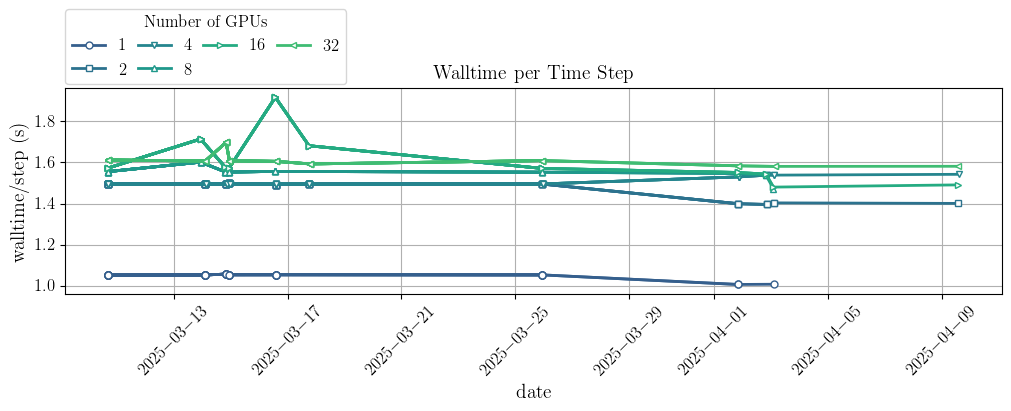 Number of GPUs
1 4 16 32
2 8
Walltime per Time Step
walltime/step (s)
1.8
1.6
1.4
1.2
1.0
2025−03−13
2025−03−17
2025−03−21
2025−03−25
2025−03−29
2025−04−01
2025−04−05
2025−04−09
date